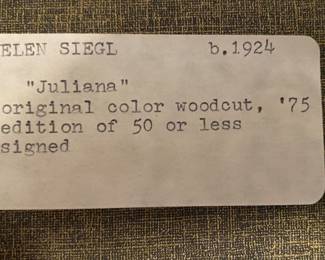 ELEN SIEGL b.1924
"Juliana"
original color woodcut, '75
edition of 50 or less
signed